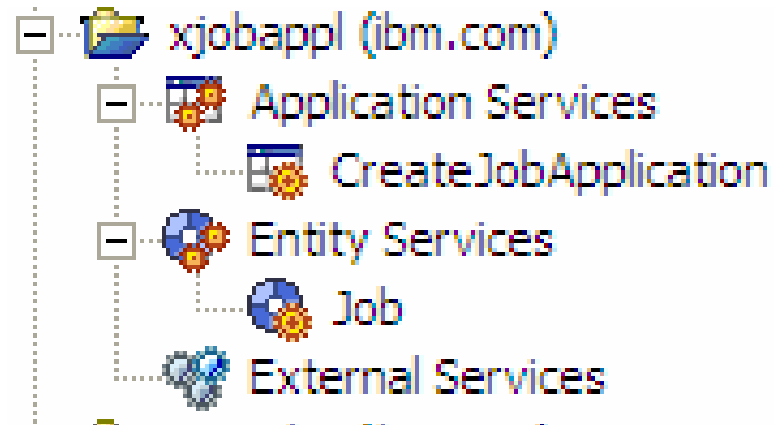 xjobappl (ibm.com)
Application Services
CreateJobApplication
Entity Services
Job
External Services